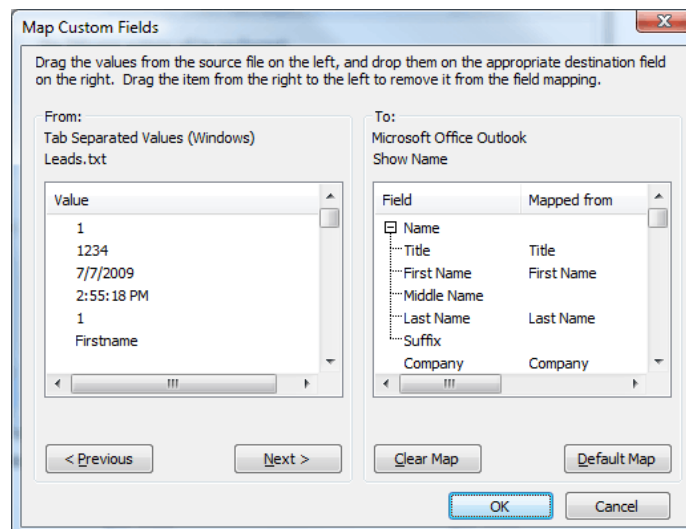 Map Custom Fields
Drag the values from the source file on the left, and drop them on the appropriate destination field
on the right. Drag the item from the right to the left to remove it from the field mapping.
From:
Tab Separated Values (Windows)
Leads.txt
Value
1
1234
7/7/2009
2:55:18 PM
1
Firstname
< Previous
Next >
To:
Microsoft Office Outlook
Show Name
Field Mapped from
Name
Title Title
First Name First Name
Middle Name
Last Name Last Name
Suffix
Company Company
Clear Map
Default Map
OK
Cancel